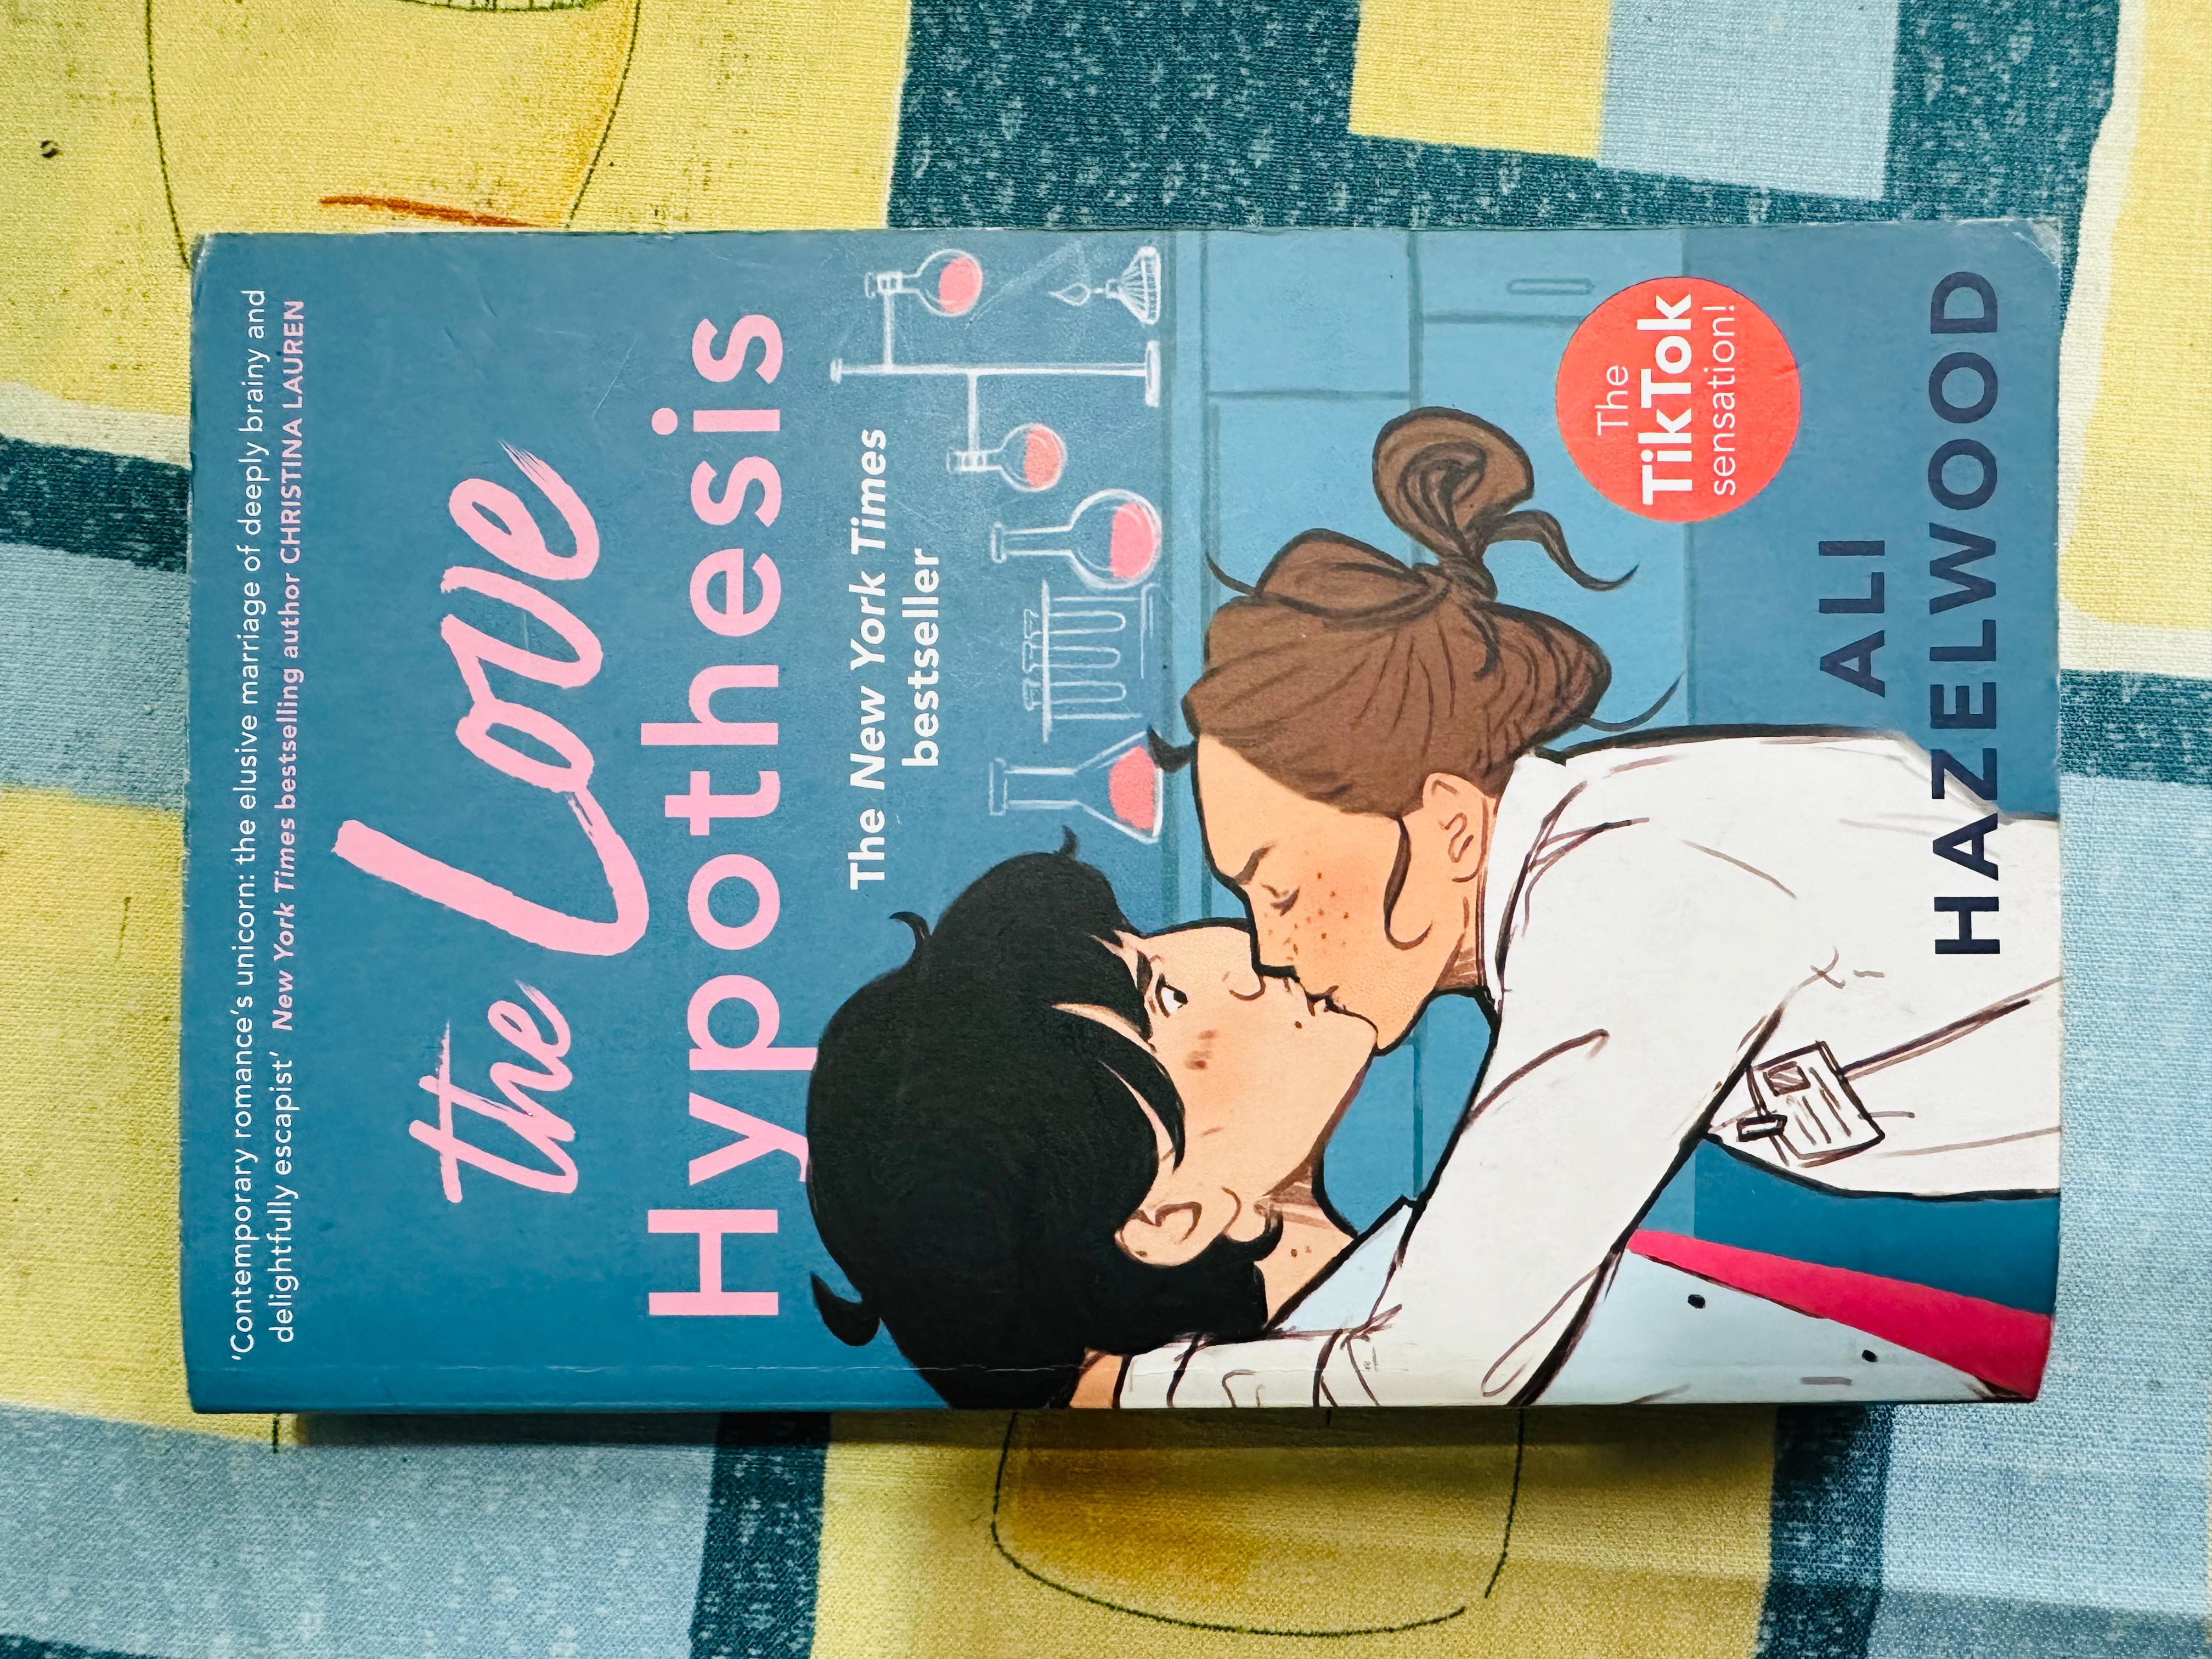 'Contemporary romance's unicorn: the elusive marriage of deeply brainy and
delightfully escapist' New York Times bestselling author CHRISTINA LAUREN
the Love
Hypothesis
The New York Times
bestseller
The
TikTok
sensation!
ALI
HAZELWOOD